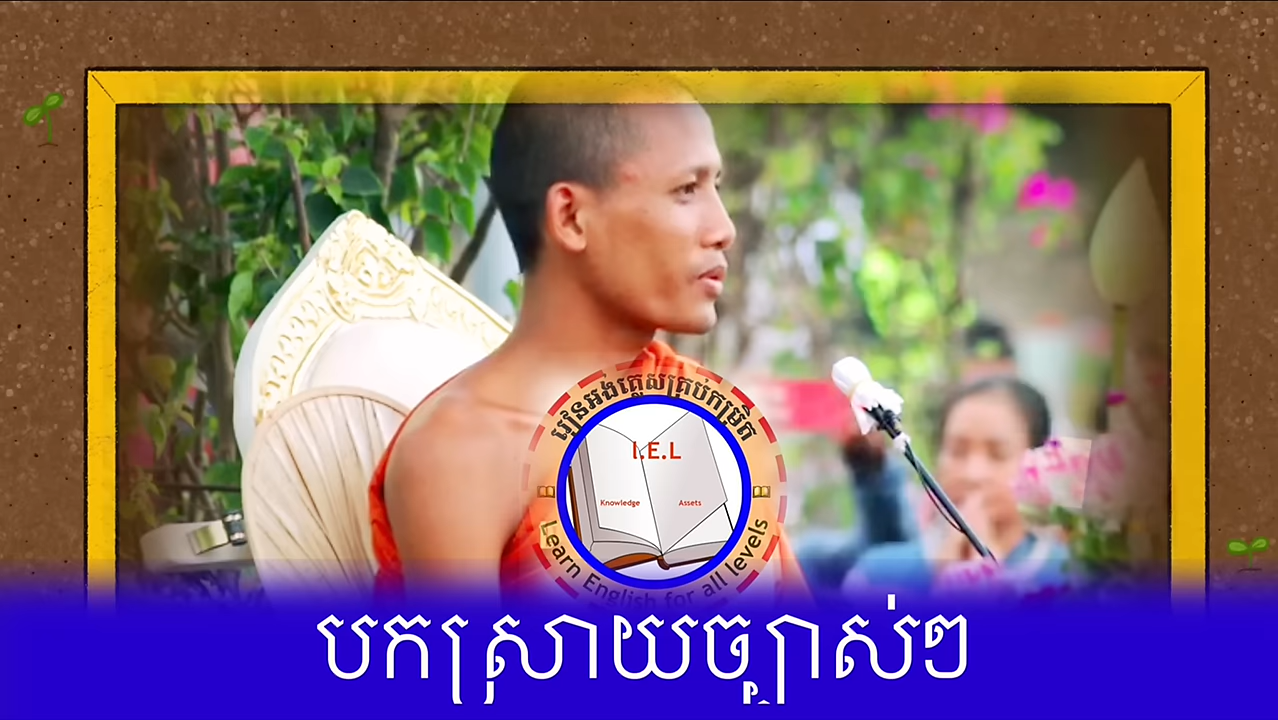 រៀនអង់គ្លេសគ្រប់កម្រិត
I.E.L
Knowledge Assets
Learn English for all levels
បកស្រាយច្បាស់ៗ